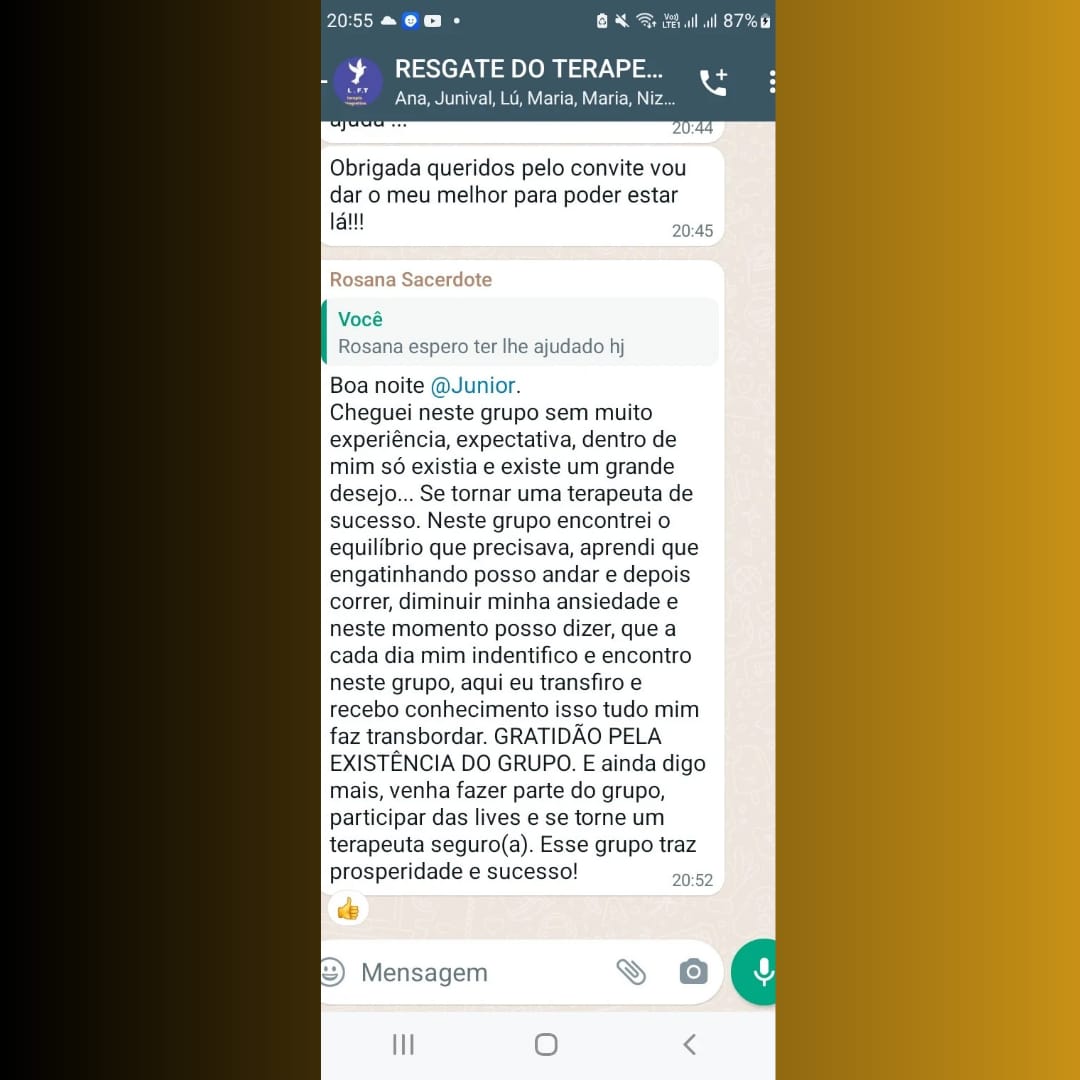 20:55
87%
L.F.T
RESGATE DO TERAPE...
Ana, Junival, Lú, Maria, Maria, Niz...
ajuda ...
20:44
Obrigada queridos pelo convite vou
dar o meu melhor para poder estar
lá!!!
20:45
Rosana Sacerdote
Você
Rosana espero ter lhe ajudado hj
Boa noite @Junior.
Cheguei neste grupo sem muito
experiência, expectativa, dentro de
mim só existia e existe um grande
desejo... Se tornar uma terapeuta de
sucesso. Neste grupo encontrei o
equilíbrio que precisava, aprendi que
engatinhando posso andar e depois
correr, diminuir minha ansiedade e
neste momento posso dizer, que a
cada dia mim indentifico e encontro
neste grupo, aqui eu transfiro e
recebo conhecimento isso tudo mim
faz transbordar. GRATIDÃO PELA
EXISTÊNCIA DO GRUPO. E ainda digo
mais, venha fazer parte do grupo,
participar das lives e se torne um
terapeuta seguro(a). Esse grupo traz
prosperidade e sucesso!
20:52
Mensagem